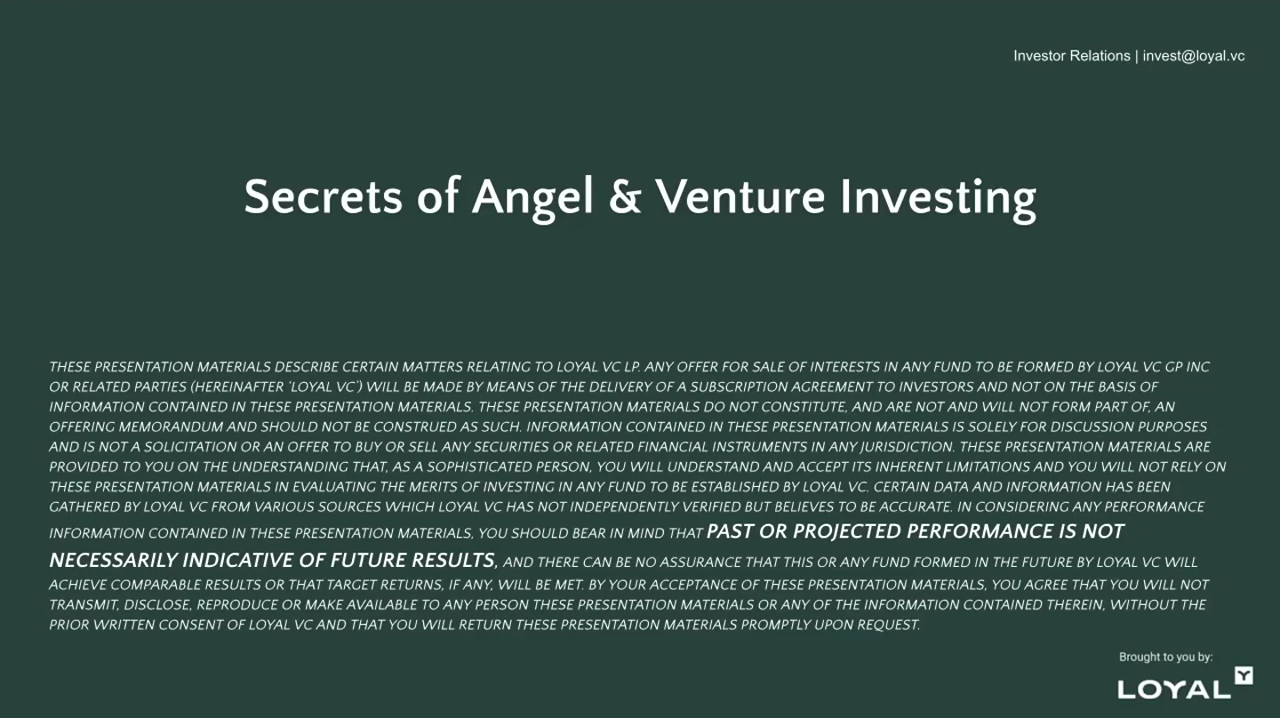 Investor Relations | invest@loyal.vc
Secrets of Angel & Venture Investing
THESE PRESENTATION MATERIALS DESCRIBE CERTAIN MATTERS RELATING TO LOYAL VC LP. ANY OFFER FOR SALE OF INTERESTS IN ANY FUND TO BE FORMED BY LOYAL VC GP INC
OR RELATED PARTIES (HEREINAFTER 'LOYAL VC') WILL BE MADE BY MEANS OF THE DELIVERY OF A SUBSCRIPTION AGREEMENT TO INVESTORS AND NOT ON THE BASIS OF
INFORMATION CONTAINED IN THESE PRESENTATION MATERIALS. THESE PRESENTATION MATERIALS DO NOT CONSTITUTE, AND ARE NOT AND WILL NOT FORM PART OF, AN
OFFERING MEMORANDUM AND SHOULD NOT BE CONSTRUED AS SUCH. INFORMATION CONTAINED IN THESE PRESENTATION MATERIALS IS SOLELY FOR DISCUSSION PURPOSES
AND IS NOT A SOLICITATION OR AN OFFER TO BUY OR SELL ANY SECURITIES OR RELATED FINANCIAL INSTRUMENTS IN ANY JURISDICTION. THESE PRESENTATION MATERIALS ARE
PROVIDED TO YOU ON THE UNDERSTANDING THAT, AS A SOPHISTICATED PERSON, YOU WILL UNDERSTAND AND ACCEPT ITS INHERENT LIMITATIONS AND YOU WILL NOT RELY ON
THESE PRESENTATION MATERIALS IN EVALUATING THE MERITS OF INVESTING IN ANY FUND TO BE ESTABLISHED BY LOYAL VC. CERTAIN DATA AND INFORMATION HAS BEEN
GATHERED BY LOYAL VC FROM VARIOUS SOURCES WHICH LOYAL VC HAS NOT INDEPENDENTLY VERIFIED BUT BELIEVES TO BE ACCURATE. IN CONSIDERING ANY PERFORMANCE
INFORMATION CONTAINED IN THESE PRESENTATION MATERIALS, YOU SHOULD BEAR IN MIND THAT PAST OR PROJECTED PERFORMANCE IS NOT
NECESSARILY INDICATIVE OF FUTURE RESULTS, AND THERE CAN BE NO ASSURANCE THAT THIS OR ANY FUND FORMED IN THE FUTURE BY LOYAL VC WILL
ACHIEVE COMPARABLE RESULTS OR THAT TARGET RETURNS, IF ANY, WILL BE MET. BY YOUR ACCEPTANCE OF THESE PRESENTATION MATERIALS, YOU AGREE THAT YOU WILL NOT
TRANSMIT, DISCLOSE, REPRODUCE OR MAKE AVAILABLE TO ANY PERSON THESE PRESENTATION MATERIALS OR ANY OF THE INFORMATION CONTAINED THEREIN, WITHOUT THE
PRIOR WRITTEN CONSENT OF LOYAL VC AND THAT YOU WILL RETURN THESE PRESENTATION MATERIALS PROMPTLY UPON REQUEST.
Brought to you by:
LOYAL